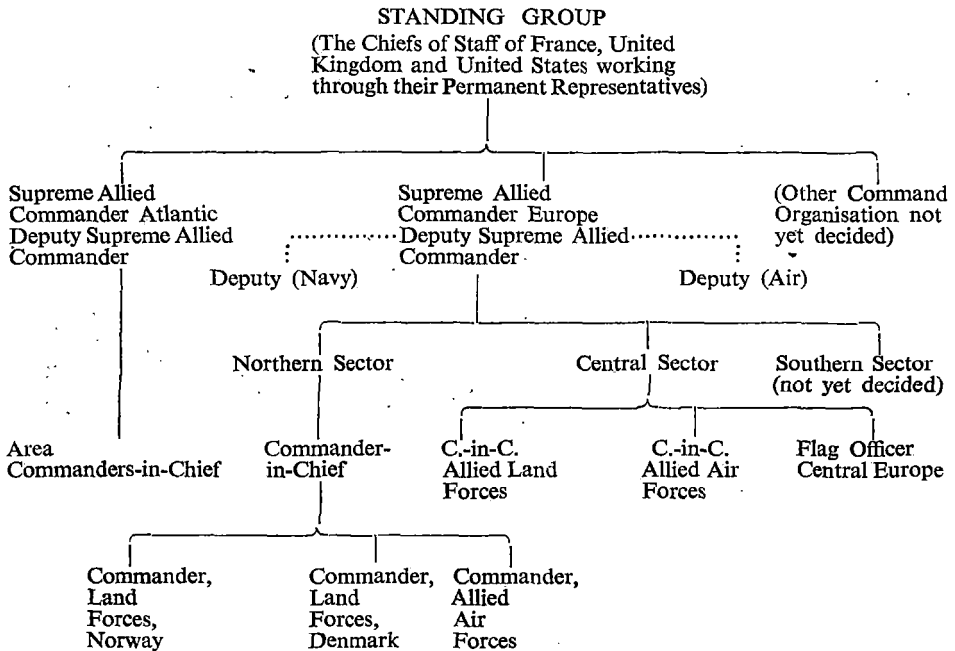 STANDING GROUP
(The Chiefs of Staff of France, United
Kingdom and United States working
through their Permanent Representatives)
Supreme Allied
Commander Atlantic
Deputy Supreme Allied
Commander
Supreme Allied
Commander Europe
Deputy Supreme Allied
Commander
(Other Command
Organisation not
yet decided)
Deputy (Navy)
Deputy (Air)
Northern Sector
Central Sector
Southern Sector
(not yet decided)
Area
Commanders-in-Chief
Commander-
in-Chief
C.-in-C.
Allied Land
Forces
C.-in-C.
Allied Air
Forces
Flag Officer
Central Europe
Commander,
Land
Forces,
Norway
Commander,
Land
Forces,
Denmark
Commander,
Allied
Air
Forces